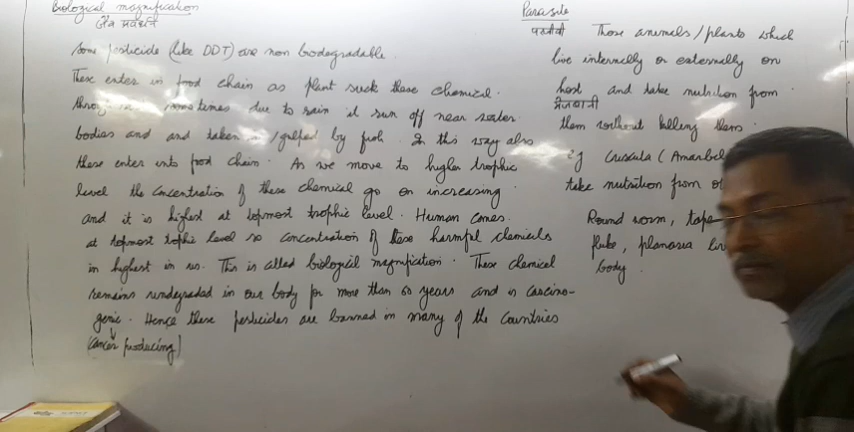 Biological magnification
जैव प्रवर्धन
Some pesticide (like DDT) are non biodegradable.
These enter in food chain as plant suck these chemical.
through sometimes due to rain it run off near water
bodies and and taken /gulped by fish. In this way also
these enter into food chain. As we move to higher trophic
level the concentration of these chemical go on increasing
and it is highest at topmost trophic level. Human comes.
at topmost tophic level so concentration of these harmful chemicals
in highest in us. This is called biological magnification. These chemical
remains undegraded in our body for more than 60 years and is carcino-
genic. Hence these pesticides are banned in many of the countries
(Cancer producing)
Parasite
परजीवी Those animals/plants which
live internally or externally on
host and take nutrition from
मेजबानी
them without killing them.
eg Cuscuta (Amarbel
take nutrition from
Round worm, tape
fluke, planaria
body.